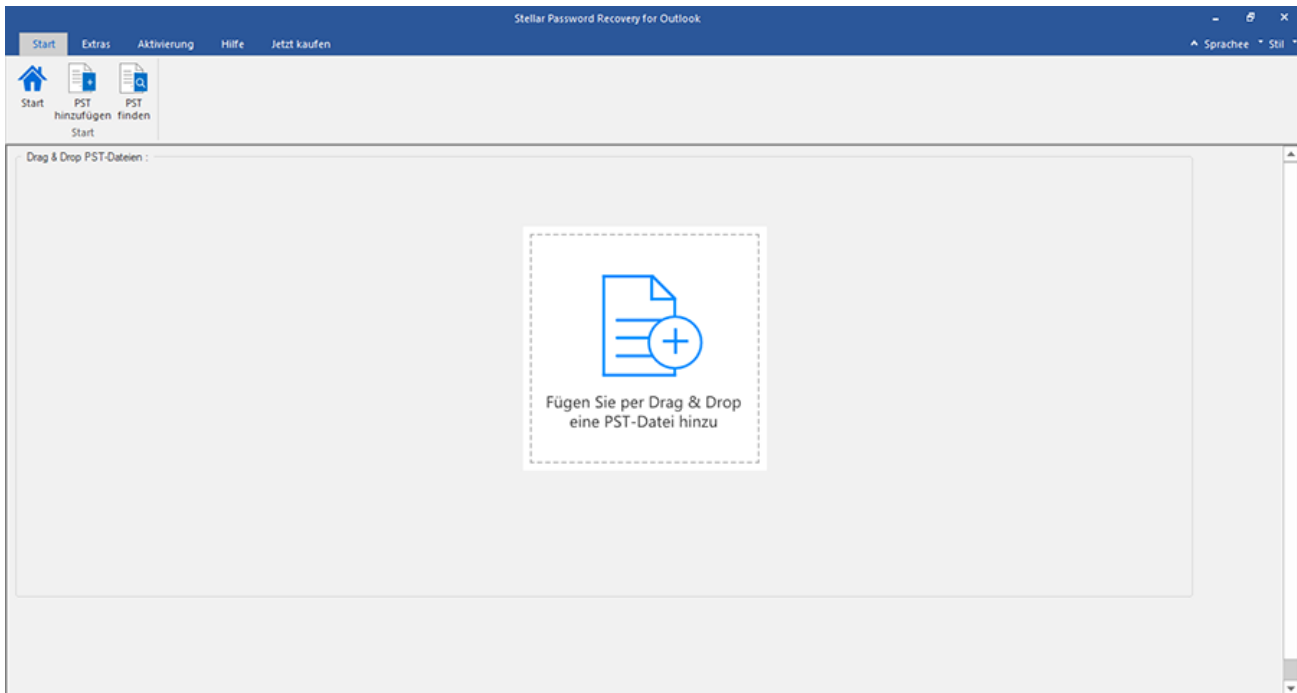 Stellar Password Recovery for Outlook
Start Extras Aktivierung Hilfe Jetzt kaufen Sprachee Stil
Start PST hinzufügen PST finden
Start
Drag & Drop PST-Dateien :
Fügen Sie per Drag & Drop
eine PST-Datei hinzu